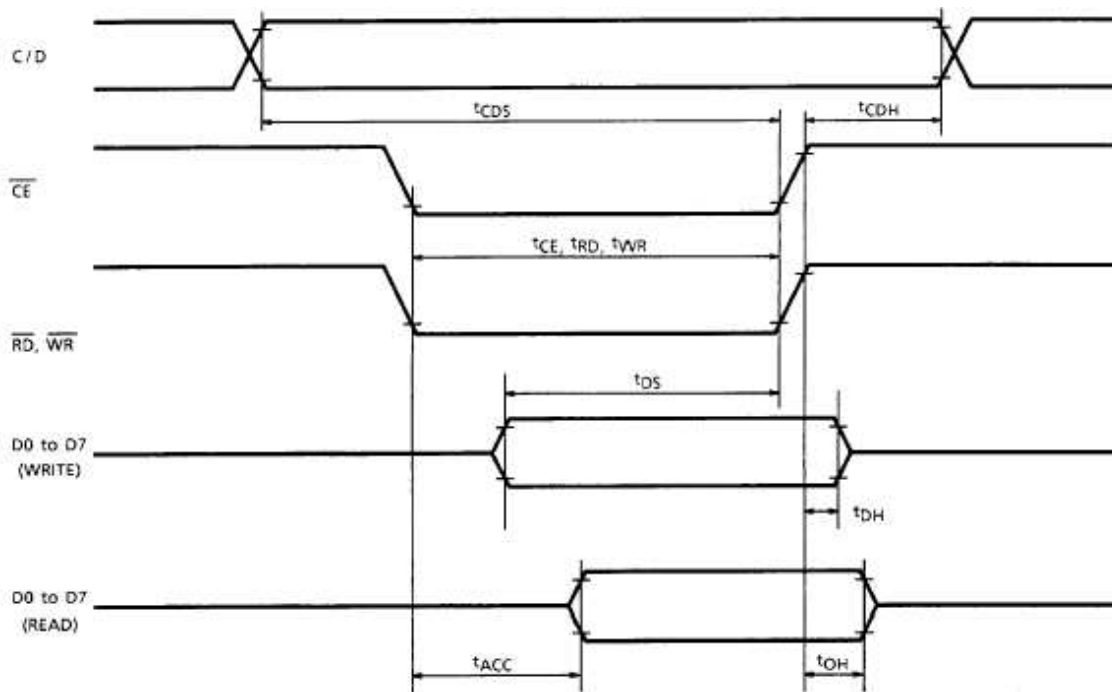 C/D
tCDS
tCDH
CE
tCE, tRD, tWR
RD, WR
tDS
D0 to D7
(WRITE)
tDH
D0 to D7
(READ)
tACC
tOH